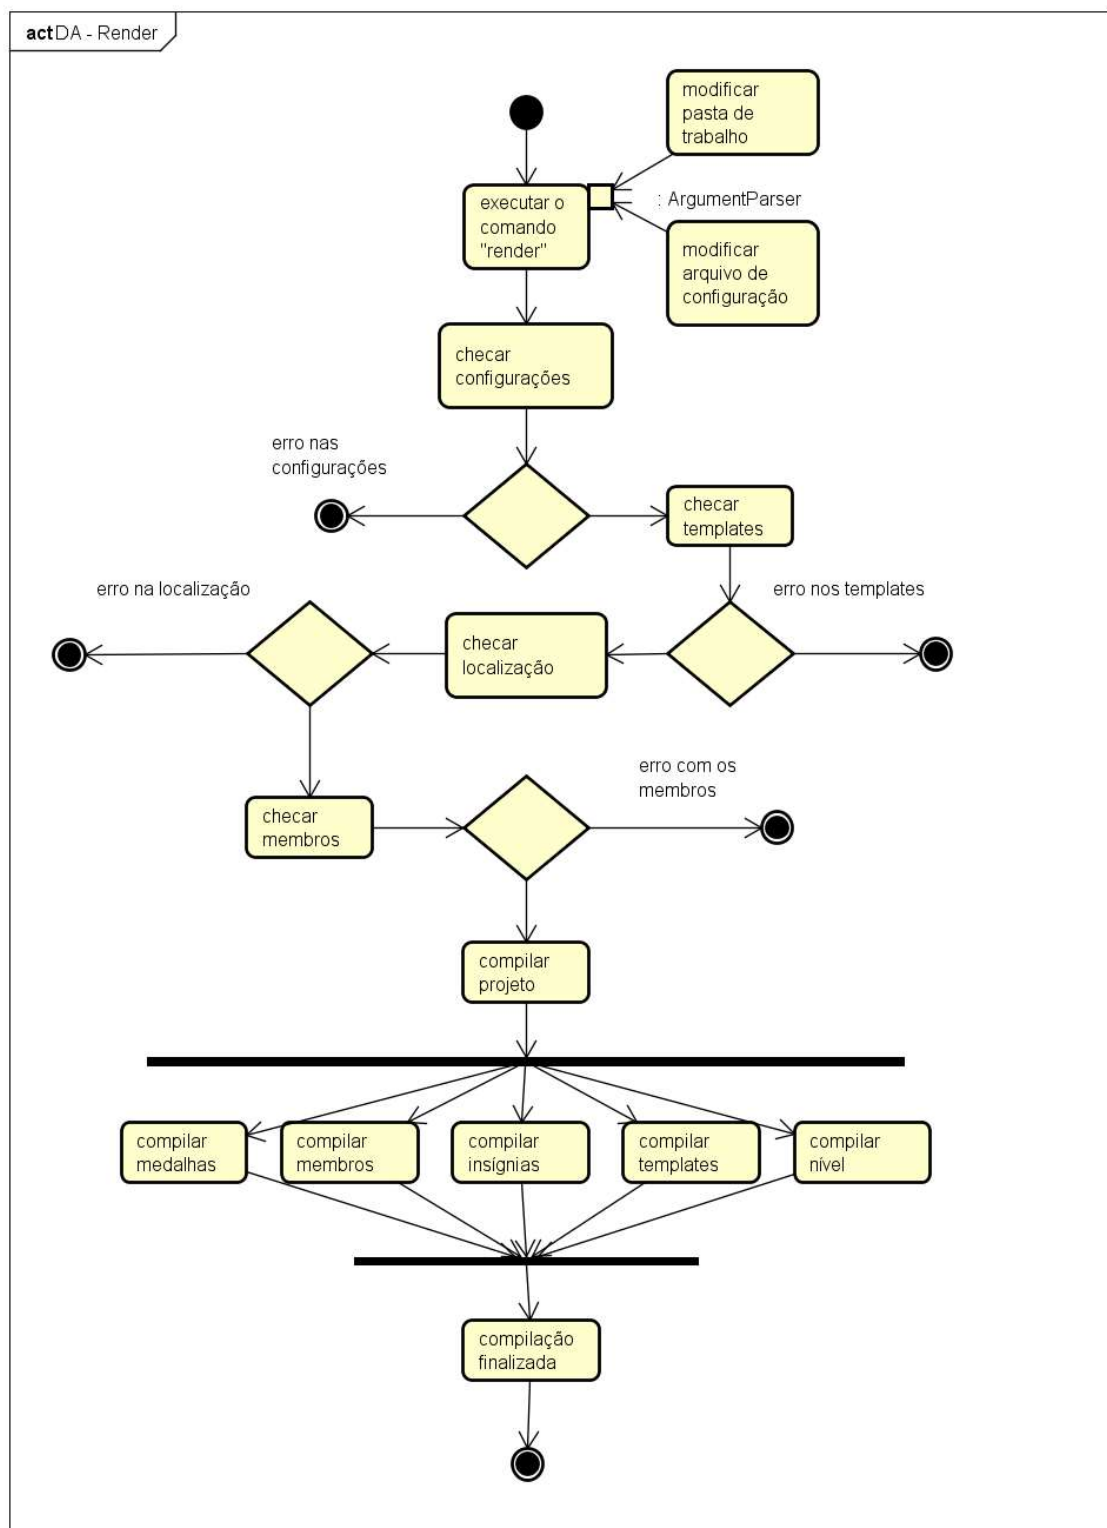 actDA - Render
modificar
pasta de
trabalho
executar o
comando
"render"
: ArgumentParser
modificar
arquivo de
configuração
checar
configurações
erro nas
configurações
checar
templates
erro na localização
erro nos templates
checar
localização
erro com os
membros
checar
membros
compilar
projeto
compilar
medalhas
compilar
membros
compilar
insígnias
compilar
templates
compilar
nível
compilação
finalizada